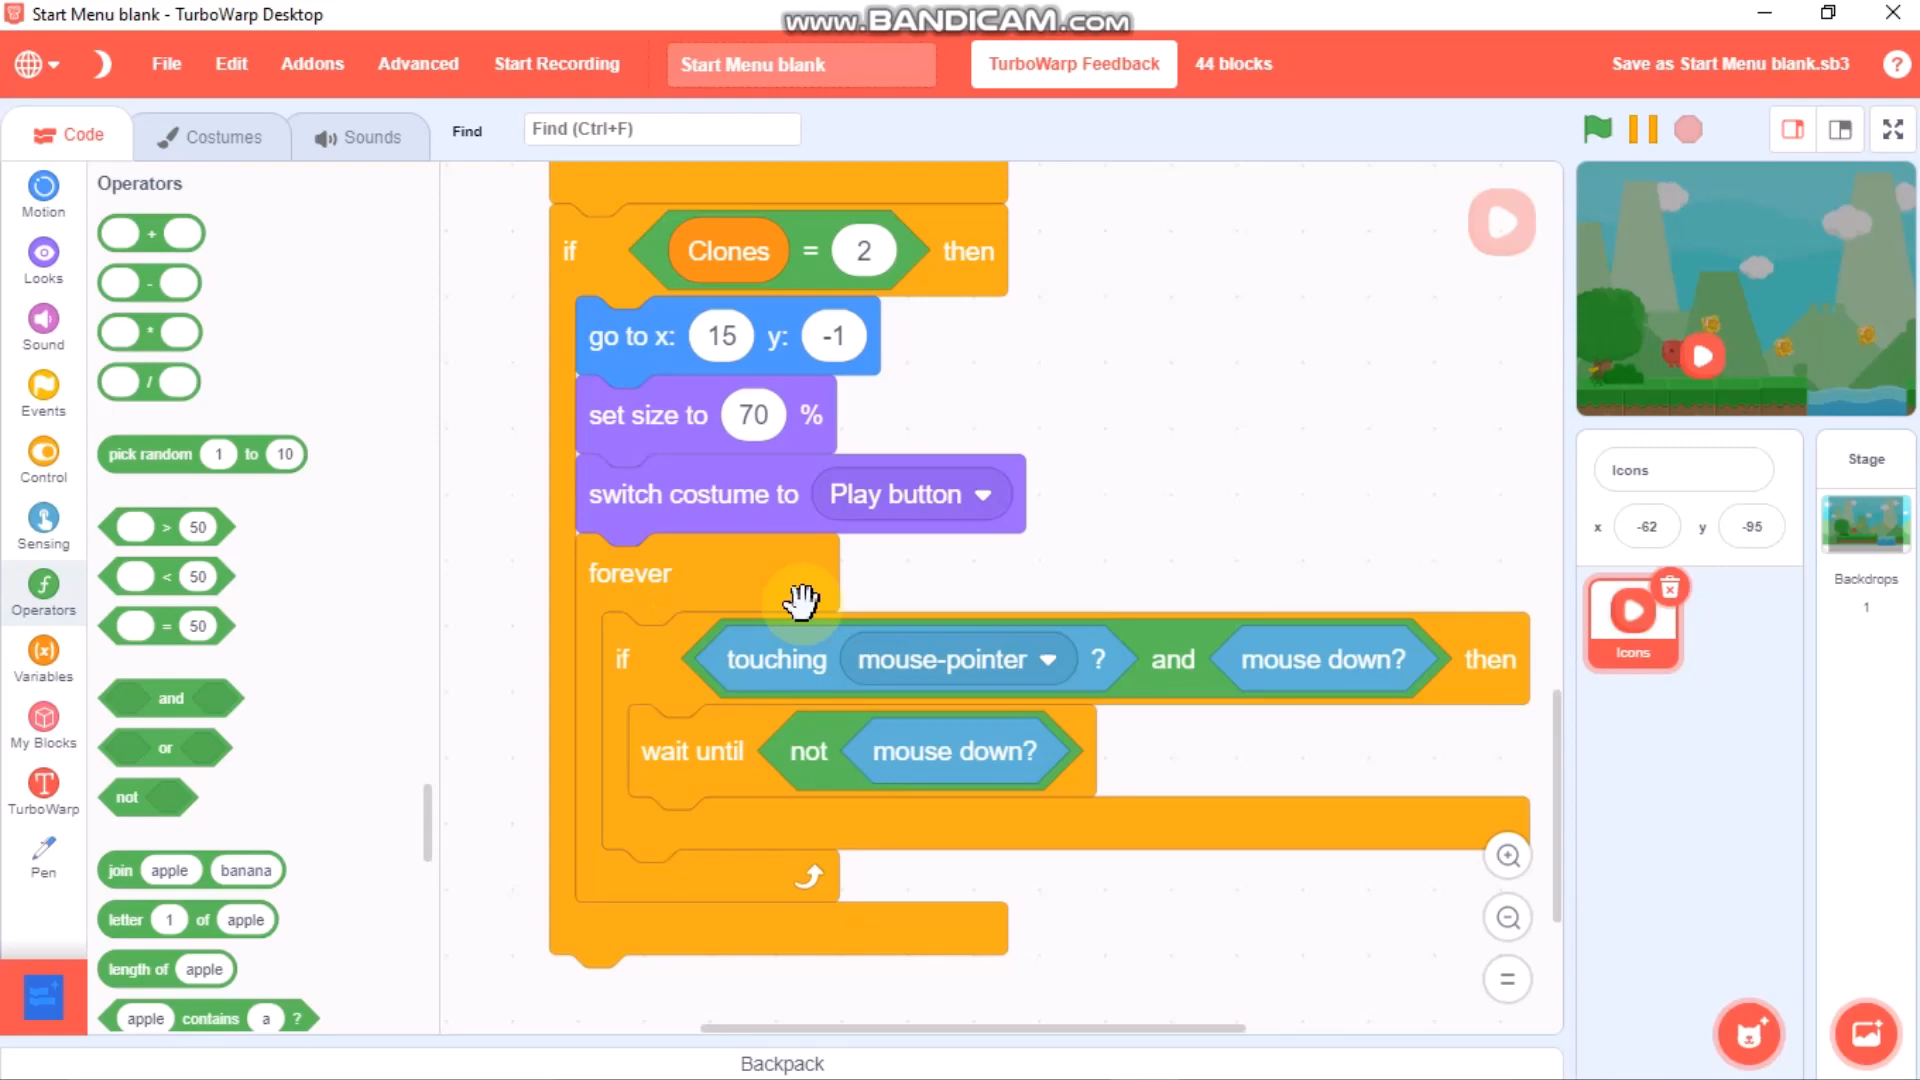 Start Menu blank - TurboWarp Desktop
www.BANDICAM.com
File Edit Addons Advanced Start Recording Start Menu blank TurboWarp Feedback 44 blocks Save as Start Menu blank.sb3 ?
Code Costumes Sounds Find Find (Ctrl+F)
Motion
Looks
Sound
Events
Control
Sensing
Operators
Variables
My Blocks
TurboWarp
Pen
Operators
+
-
*
/
pick random 1 to 10
> 50
< 50
= 50
and
or
not
join apple banana
letter 1 of apple
length of apple
apple contains a ?
if Clones = 2 then
go to x: 15 y: -1
set size to 70 %
switch costume to Play button
forever
if touching mouse-pointer ? and mouse down? then
wait until not mouse down?
=
Backpack
Icons
x -62 y -95
Icons
Stage
Backdrops
1